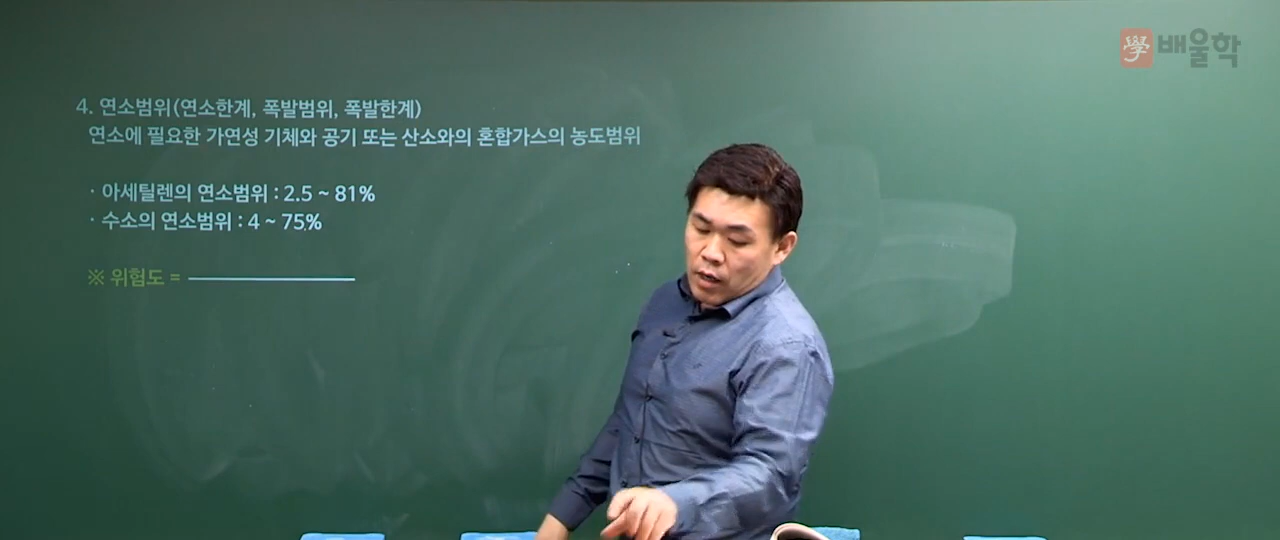 學 배울학
4. 연소범위(연소한계, 폭발범위, 폭발한계)
연소에 필요한 가연성 기체와 공기 또는 산소와의 혼합가스의 농도범위
· 아세틸렌의 연소범위 : 2.5 ~ 81%
· 수소의 연소범위 : 4 ~ 75%
※ 위험도 =